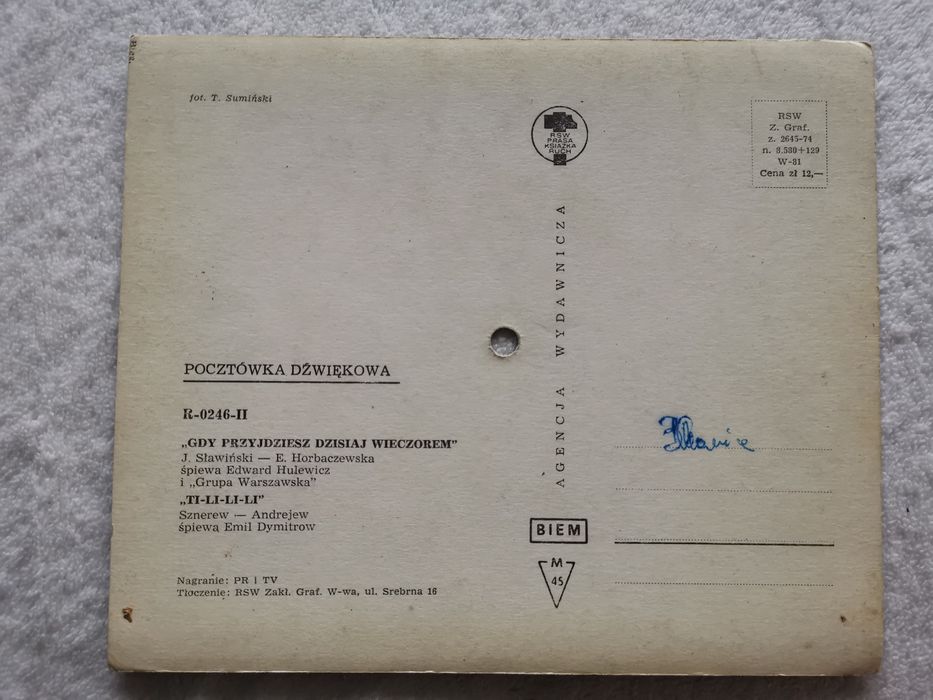 fot. T. Sumiński
RSW
PRASA
KSIĄŻKA
RUCH
RSW
Z. Graf.
z. 2645-74
n. 8.580+129
W-81
Cena zł 12,—
AGENCJA WYDAWNICZA
POCZTÓWKA DŹWIĘKOWA
R-0246-II
„GDY PRZYJDZIESZ DZISIAJ WIECZOREM"
J. Sławiński — E. Horbaczewska
śpiewa Edward Hulewicz
i „Grupa Warszawska"
„TI-LI-LI-LI"
Sznerew — Andrejew
śpiewa Emil Dymitrow
BIEM
M
45
Nagranie: PR i TV
Tłoczenie: RSW Zakł. Graf. W-wa, ul. Srebrna 16